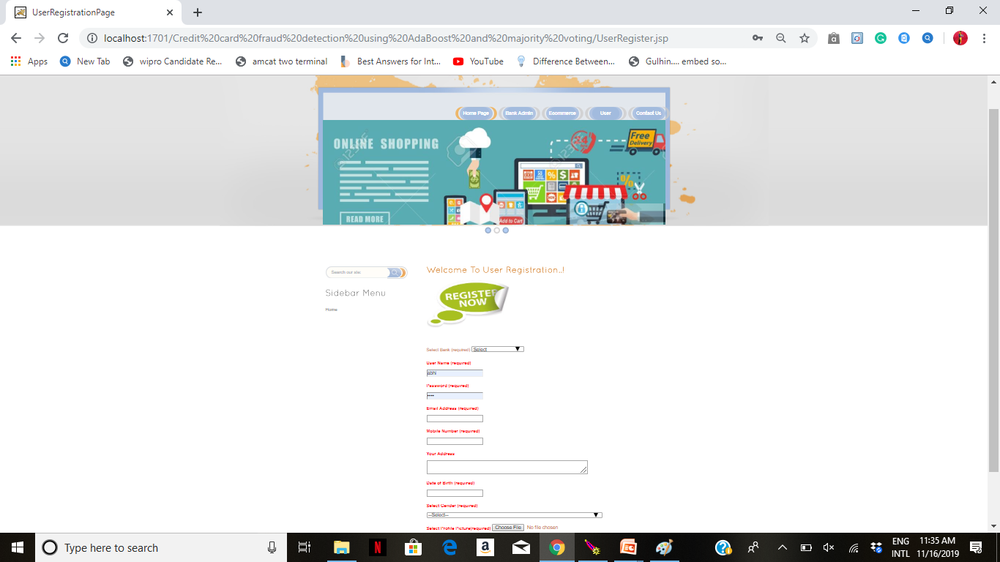 UserRegistrationPage
localhost:1701/Credit%20card%20fraud%20detection%20using%20AdaBoost%20and%20majority%20voting/UserRegister.jsp
Apps New Tab wipro Candidate Re... amcat two terminal Best Answers for Int... YouTube Difference Between... Gulhin.... embed so...
Home Page Bank Admin Ecommerce User Contact Us
ONLINE SHOPPING
Free
Delivery
24
READ MORE
Add to Cart
Search our site:
Welcome To User Registration..!
Sidebar Menu
REGISTER
NOW
Home
Select Bank (required) Select
User Name (required)
abhi
Password (required)
••••
Email Address (required)
Mobile Number (required)
Your Address
Date of Birth (required)
Select Gender (required)
--Select--
Select Profile Picture(required) Choose File No file chosen
Type here to search
ENG 11:35 AM
INTL 11/16/2019